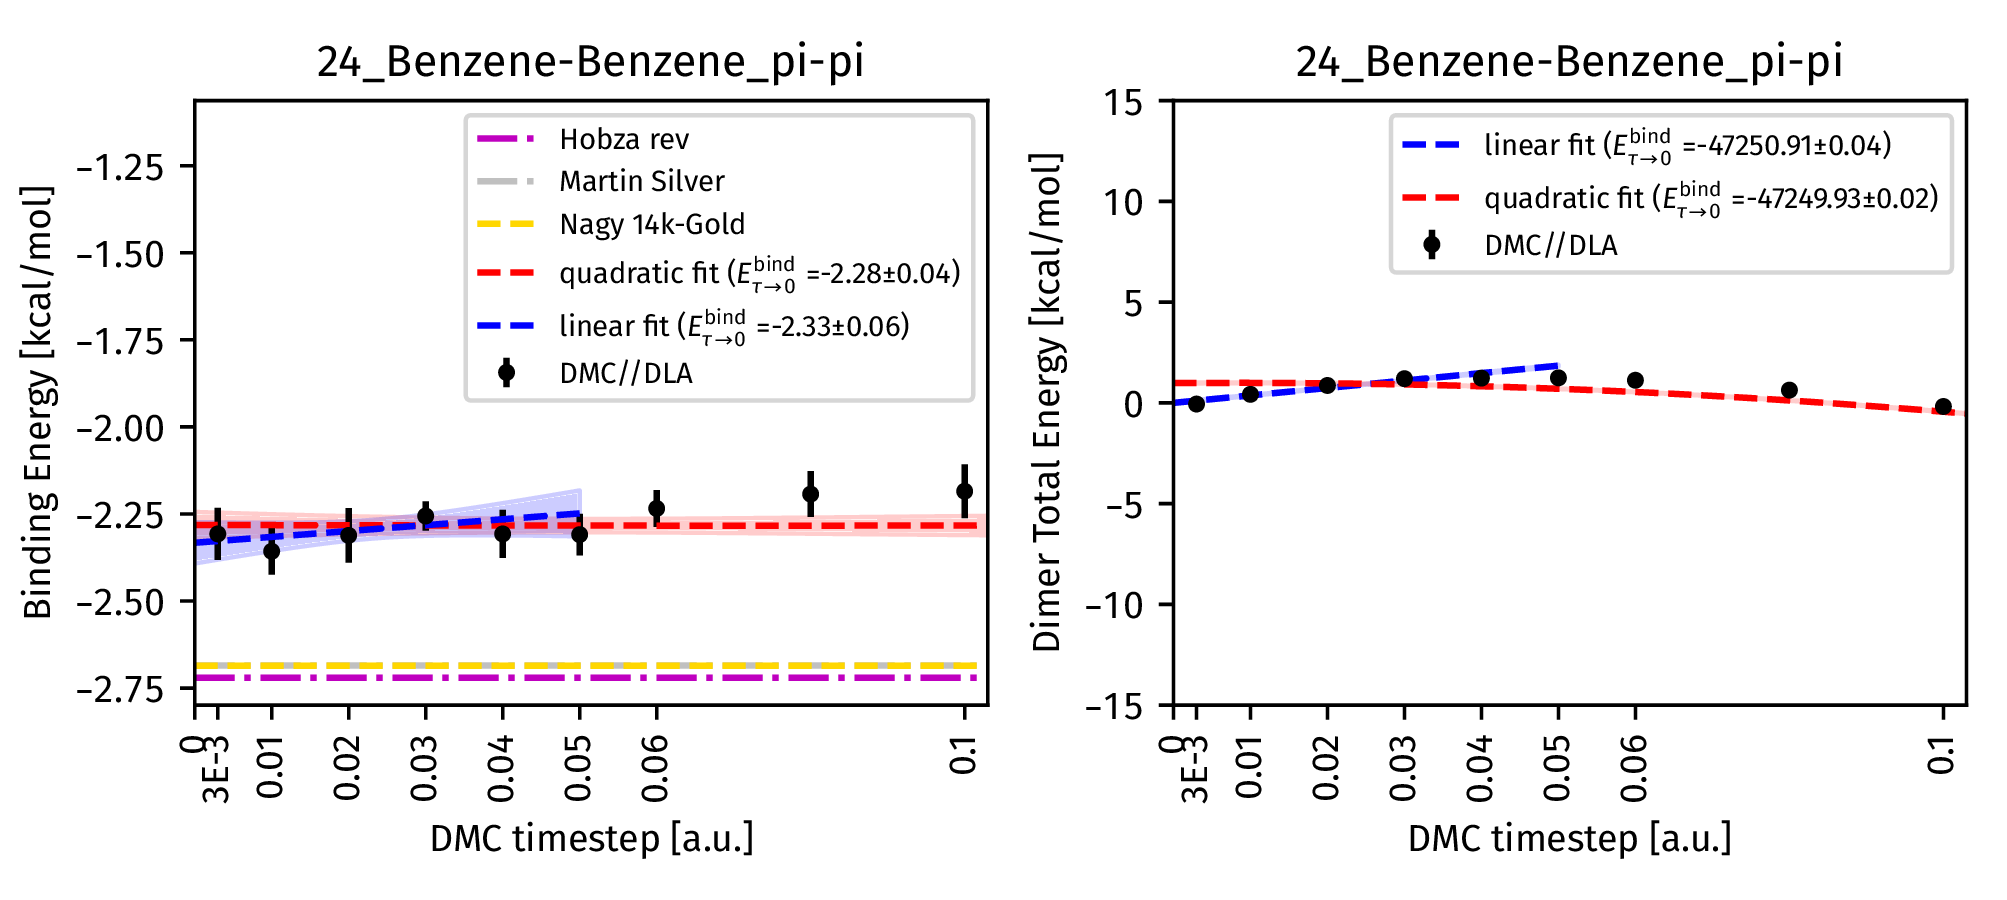 24_Benzene-Benzene_pi-pi
Binding Energy [kcal/mol]
−1.25
−1.50
−1.75
−2.00
−2.25
−2.50
−2.75
Hobza rev
Martin Silver
Nagy 14k-Gold
quadratic fit (E^bind_τ→0 =-2.28±0.04)
linear fit (E^bind_τ→0 =-2.33±0.06)
DMC//DLA
0
3E-3
0.01
0.02
0.03
0.04
0.05
0.06
0.1
DMC timestep [a.u.]
24_Benzene-Benzene_pi-pi
Dimer Total Energy [kcal/mol]
15
10
5
0
−5
−10
−15
linear fit (E^bind_τ→0 =-47250.91±0.04)
quadratic fit (E^bind_τ→0 =-47249.93±0.02)
DMC//DLA
0
3E-3
0.01
0.02
0.03
0.04
0.05
0.06
0.1
DMC timestep [a.u.]